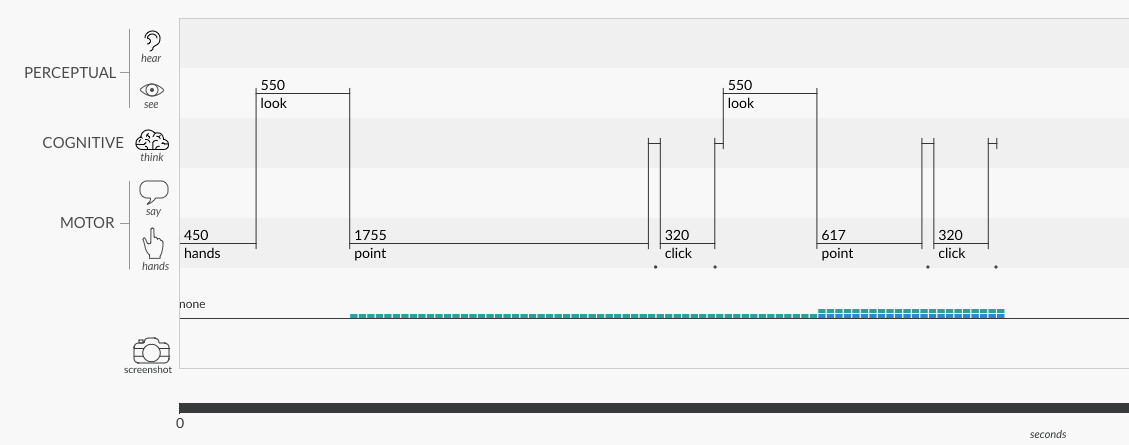 hear
PERCEPTUAL
550
look
see
550
look
COGNITIVE
think
say
MOTOR
450
hands
1755
point
320
click
617
point
320
click
hands
none
screenshot
0
seconds